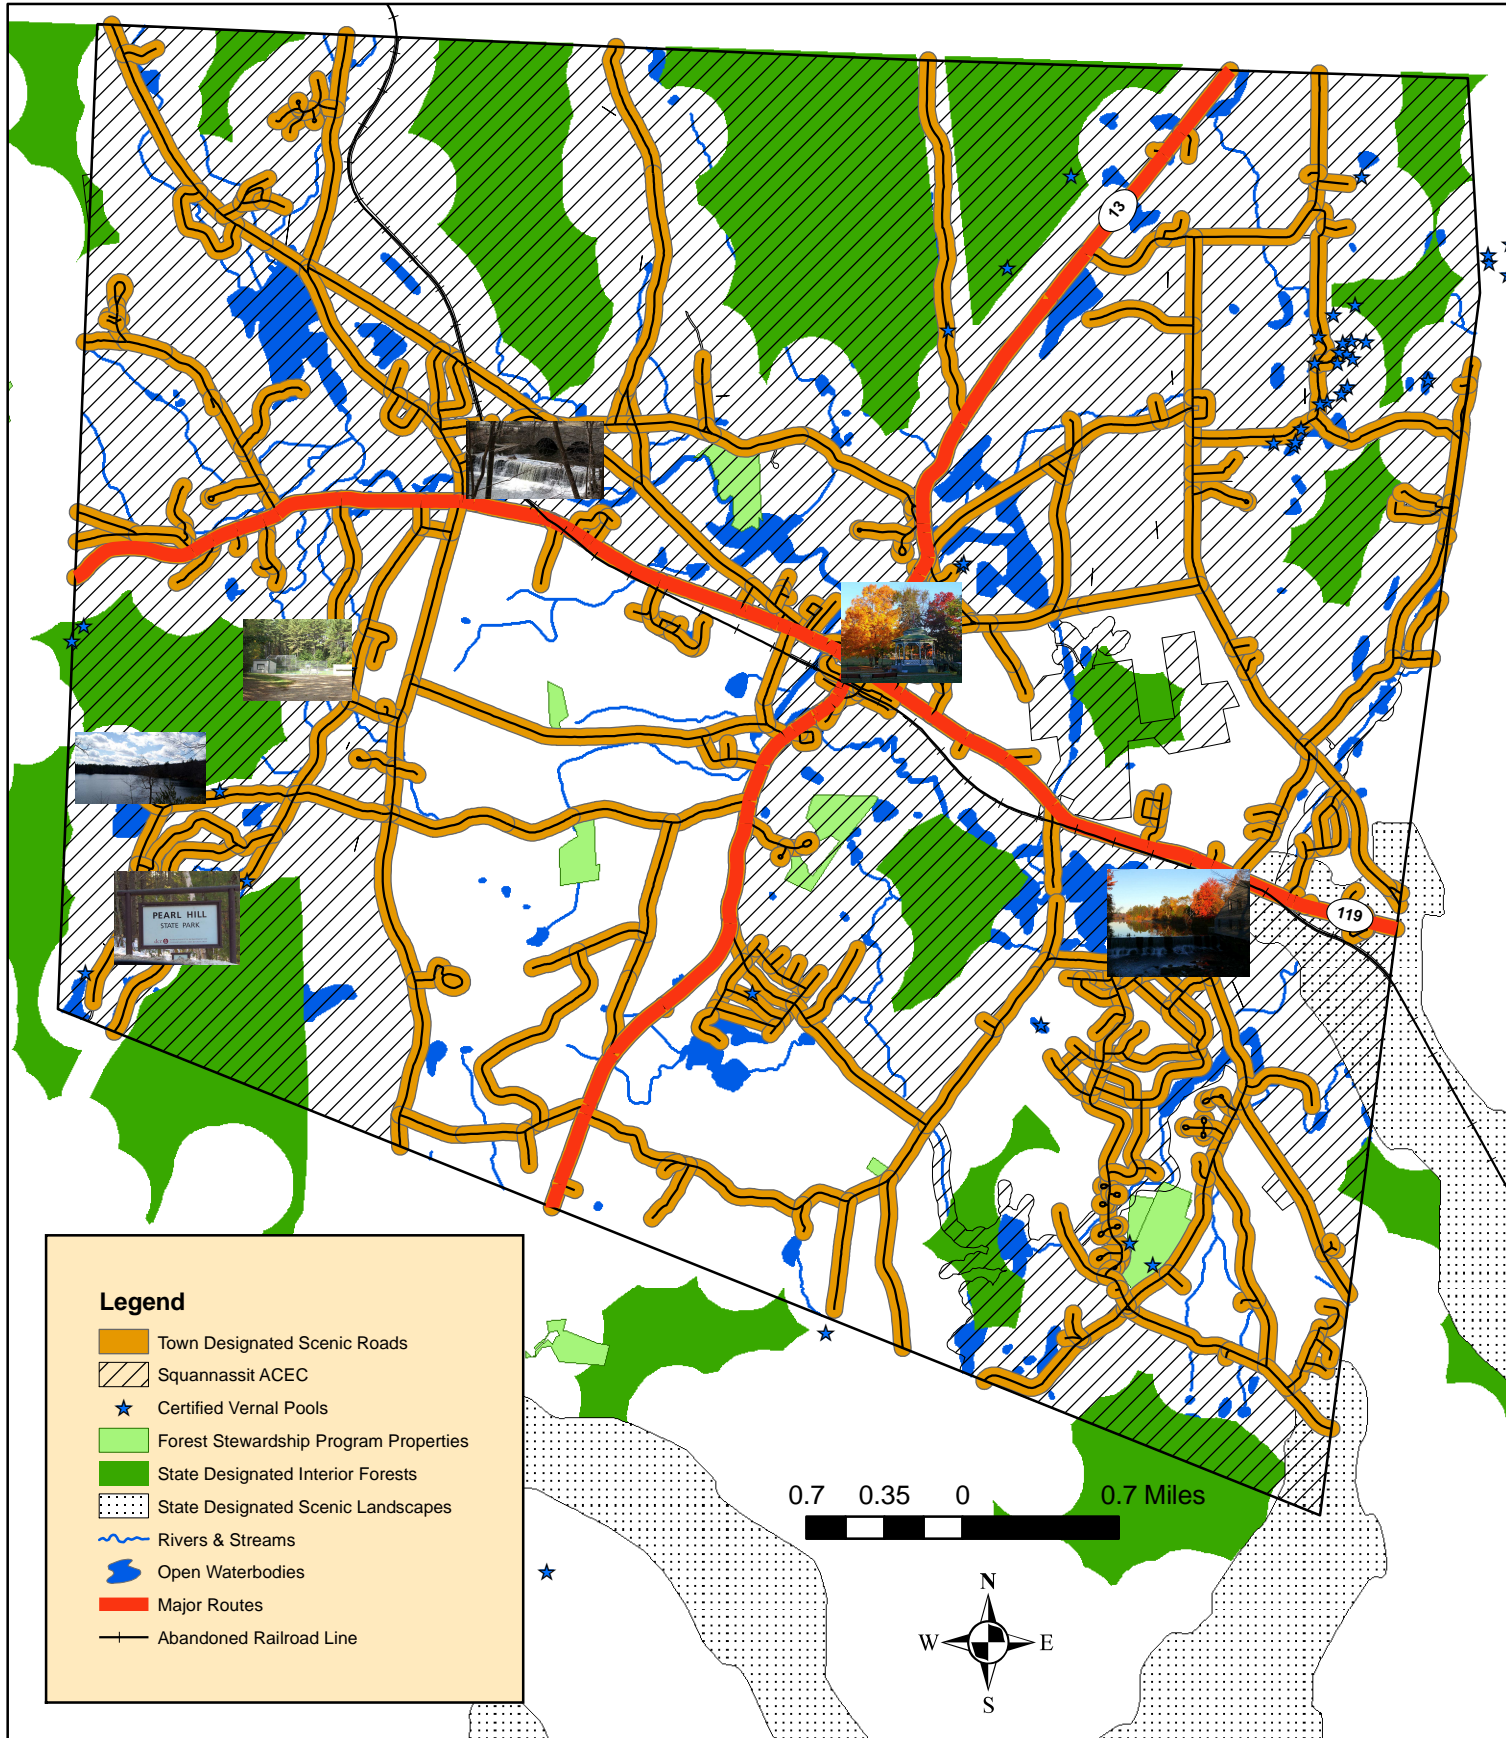 13
PEARL HILL
STATE PARK
119
Legend
Town Designated Scenic Roads
Squannassit ACEC
Certified Vernal Pools
Forest Stewardship Program Properties
State Designated Interior Forests
State Designated Scenic Landscapes
Rivers & Streams
Open Waterbodies
Major Routes
Abandoned Railroad Line
0.7 0.35 0 0.7 Miles
N
W E
S